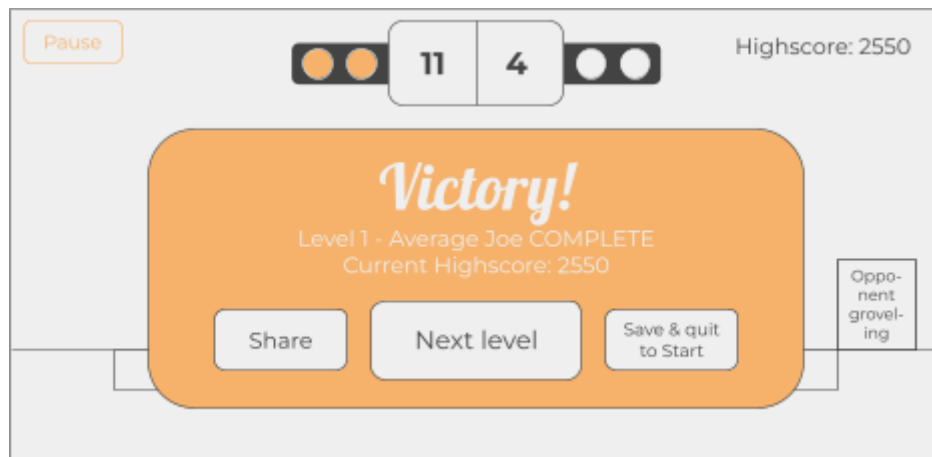 Pause
11
4
Highscore: 2550
Victory!
Level 1 - Average Joe COMPLETE
Current Highscore: 2550
Share
Next level
Save & quit
to Start
Oppo-
nent
grovel-
ing